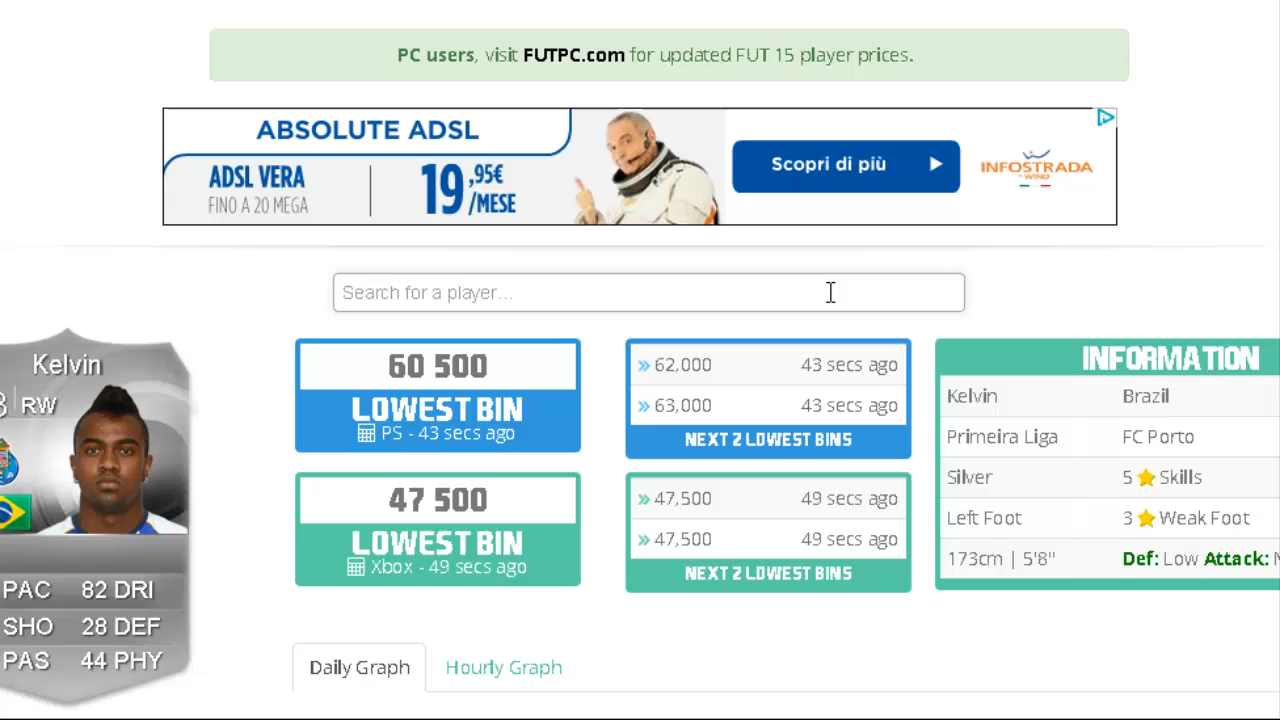 PC users, visit FUTPC.com for updated FUT 15 player prices.
ABSOLUTE ADSL
ADSL VERA
FINO A 20 MEGA
19,95€/MESE
Scopri di più
INFOSTRADA
WIND
Search for a player...
Kelvin
RW
PAC 82 DRI
SHO 28 DEF
PAS 44 PHY
60 500
LOWEST BIN
PS - 43 secs ago
» 62,000 43 secs ago
» 63,000 43 secs ago
NEXT 2 LOWEST BINS
47 500
LOWEST BIN
Xbox - 49 secs ago
» 47,500 49 secs ago
» 47,500 49 secs ago
NEXT 2 LOWEST BINS
INFORMATION
Kelvin Brazil
Primeira Liga FC Porto
Silver 5 Skills
Left Foot 3 Weak Foot
173cm | 5'8" Def: Low Attack:
Daily Graph Hourly Graph